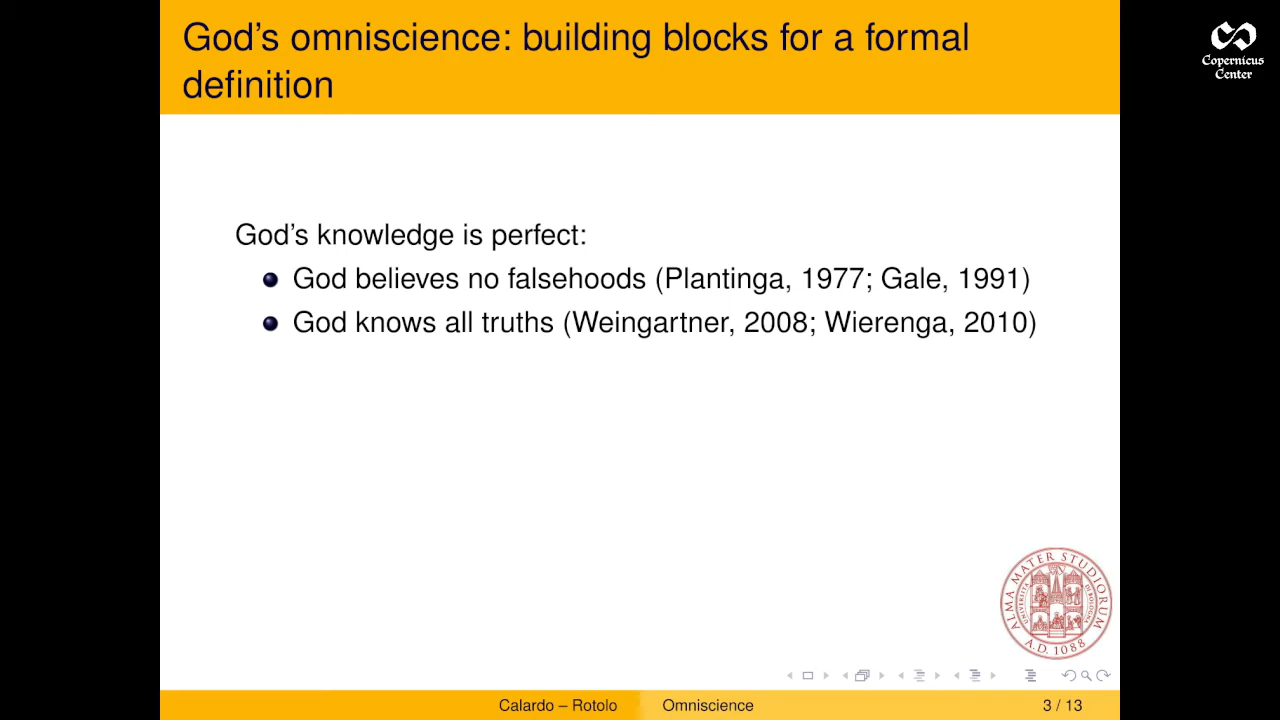 God's omniscience: building blocks for a formal
definition
Copernicus
Center
God's knowledge is perfect:
God believes no falsehoods (Plantinga, 1977; Gale, 1991)
God knows all truths (Weingartner, 2008; Wierenga, 2010)
ALMA MATER STUDIORUM
A.D. 1088
Calardo – Rotolo
Omniscience
3 / 13